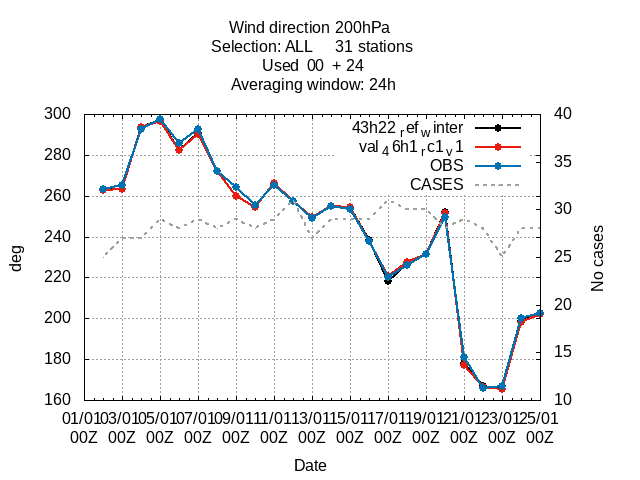 Wind direction 200hPa
Selection: ALL 31 stations
Used 00 + 24
Averaging window: 24h
43h22ref winter
val46h1rc1v1
OBS
CASES
300
280
260
240
220
200
180
160
deg
40
35
30
25
20
15
10
No cases
01/01 03/01 05/01 07/01 09/01 11/01 13/01 15/01 17/01 19/01 21/01 23/01 25/01
00Z 00Z 00Z 00Z 00Z 00Z 00Z 00Z 00Z 00Z 00Z 00Z 00Z
Date